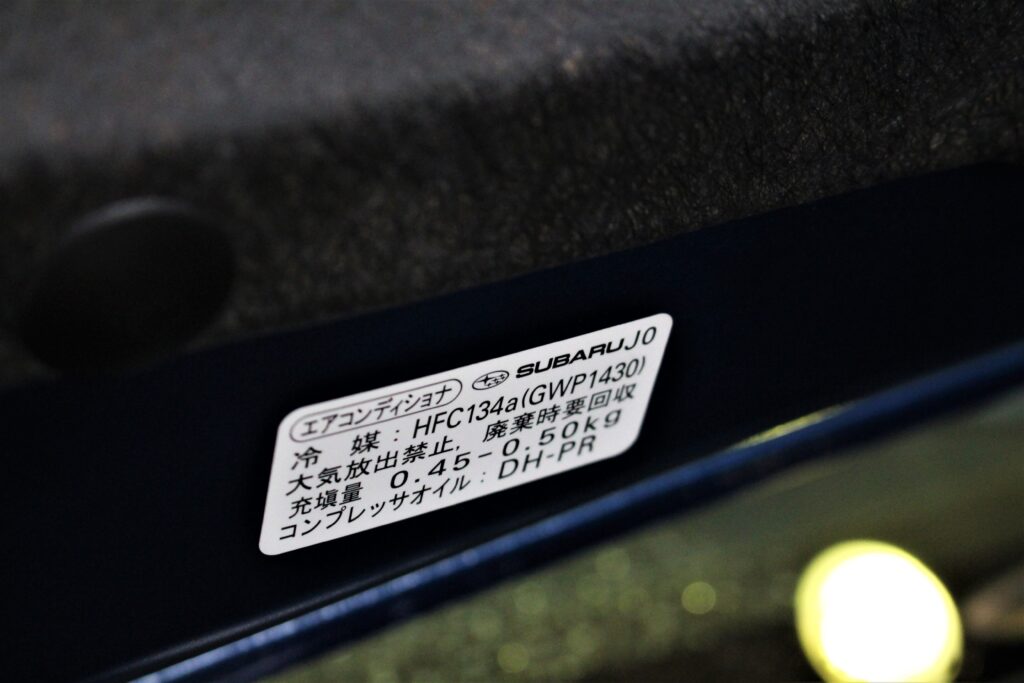 エアコンディショナ SUBARU J0
冷 媒 : HFC134a(GWP1430)
大気放出禁止, 廃棄時要回収
充填量 0.45-0.50kg
コンプレッサオイル : DH-PR